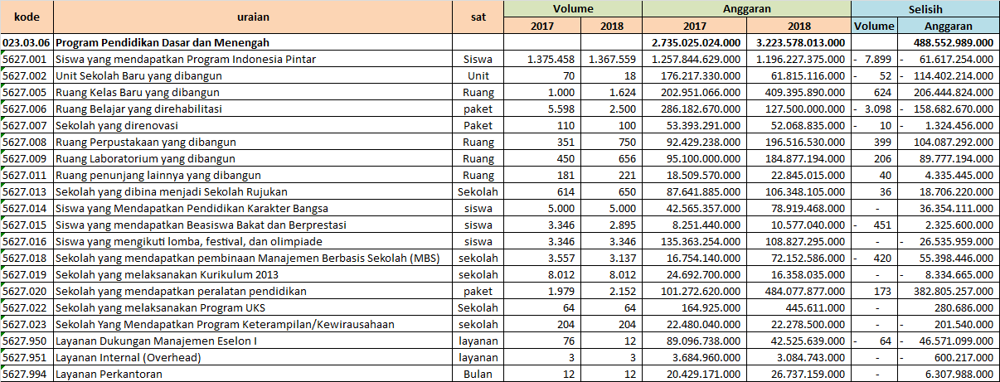 kode uraian sat Volume Anggaran Selisih
2017 2018 2017 2018 Volume Anggaran
023.03.06 Program Pendidikan Dasar dan Menengah 2.735.025.024.000 3.223.578.013.000 488.552.989.000
5627.001 Siswa yang mendapatkan Program Indonesia Pintar Siswa 1.375.458 1.367.559 1.257.844.629.000 1.196.227.375.000 - 7.899 - 61.617.254.000
5627.002 Unit Sekolah Baru yang dibangun Unit 70 18 176.217.330.000 61.815.116.000 - 52 - 114.402.214.000
5627.005 Ruang Kelas Baru yang dibangun Ruang 1.000 1.624 202.951.066.000 409.395.890.000 624 206.444.824.000
5627.006 Ruang Belajar yang direhabilitasi paket 5.598 2.500 286.182.670.000 127.500.000.000 - 3.098 - 158.682.670.000
5627.007 Sekolah yang direnovasi Paket 110 100 53.393.291.000 52.068.835.000 - 10 - 1.324.456.000
5627.008 Ruang Perpustakaan yang dibangun Ruang 351 750 92.429.238.000 196.516.530.000 399 104.087.292.000
5627.009 Ruang Laboratorium yang dibangun Ruang 450 656 95.100.000.000 184.877.194.000 206 89.777.194.000
5627.011 Ruang penunjang lainnya yang dibangun Ruang 181 221 18.509.570.000 22.845.015.000 40 4.335.445.000
5627.013 Sekolah yang dibina menjadi Sekolah Rujukan Sekolah 614 650 87.641.885.000 106.348.105.000 36 18.706.220.000
5627.014 Siswa yang Mendapatkan Pendidikan Karakter Bangsa siswa 5.000 5.000 42.565.357.000 78.919.468.000 - 36.354.111.000
5627.015 Siswa yang mendapatkan Beasiswa Bakat dan Berprestasi siswa 3.346 2.895 8.251.440.000 10.577.040.000 - 451 2.325.600.000
5627.016 Siswa yang mengikuti lomba, festival, dan olimpiade siswa 3.346 3.346 135.363.254.000 108.827.295.000 - - 26.535.959.000
5627.018 Sekolah yang mendapatkan pembinaan Manajemen Berbasis Sekolah (MBS) sekolah 3.557 3.137 16.754.140.000 72.152.586.000 - 420 55.398.446.000
5627.019 Sekolah yang melaksanakan Kurikulum 2013 sekolah 8.012 8.012 24.692.700.000 16.358.035.000 - - 8.334.665.000
5627.020 Sekolah yang mendapatkan peralatan pendidikan paket 1.979 2.152 101.272.620.000 484.077.877.000 173 382.805.257.000
5627.022 Sekolah yang melaksanakan Program UKS Sekolah 64 64 164.925.000 445.611.000 - 280.686.000
5627.023 Sekolah Yang Mendapatkan Program Keterampilan/Kewirausahaan sekolah 204 204 22.480.040.000 22.278.500.000 - - 201.540.000
5627.950 Layanan Dukungan Manajemen Eselon I layanan 76 12 89.096.738.000 42.525.639.000 - 64 - 46.571.099.000
5627.951 Layanan Internal (Overhead) layanan 3 3 3.684.960.000 3.084.743.000 - - 600.217.000
5627.994 Layanan Perkantoran Bulan 12 12 20.429.171.000 26.737.159.000 - 6.307.988.000